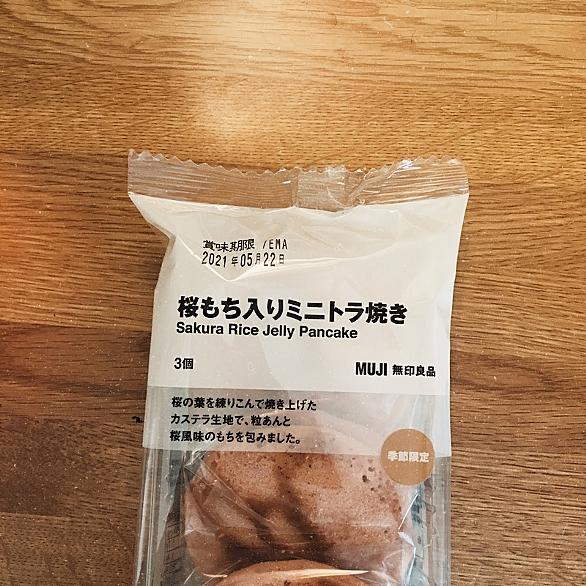 賞味期限 /EMA
2021年05月22日
桜もち入りミニトラ焼き
Sakura Rice Jelly Pancake
3個
MUJI 無印良品
桜の葉を練りこんで焼き上げた
カステラ生地で、粒あんと
桜風味のもちを包みました。
季節限定